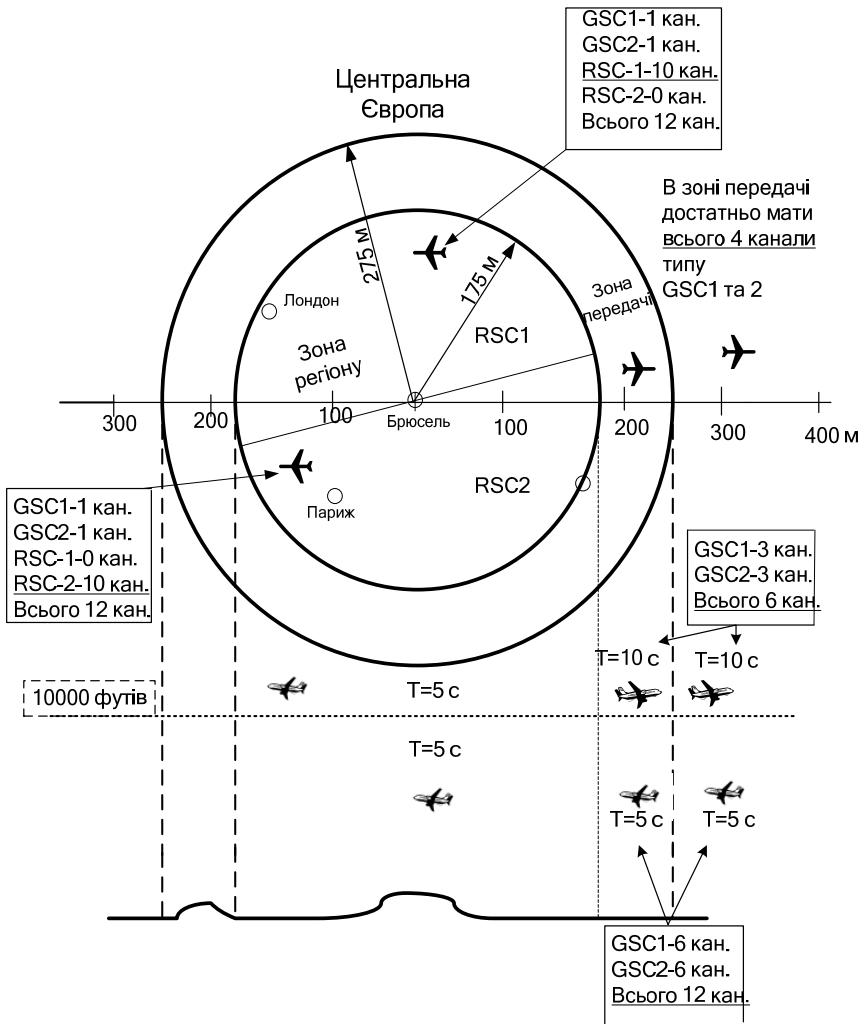 GSC1-1 кан.
GSC2-1 кан.
RSC-1-10 кан.
RSC-2-0 кан.
Всього 12 кан.
Центральна
Європа
В зоні передачі
достатньо мати
всього 4 канали
типу
GSC1 та 2
275 м
175 м
Зона
передачі
Лондон
RSC1
Зона
регіону
300
200
100
Брюсель
100
200
300
400 м
RSC2
Париж
GSC1-1 кан.
GSC2-1 кан.
RSC-1-0 кан.
RSC-2-10 кан.
Всього 12 кан.
GSC1-3 кан.
GSC2-3 кан.
Всього 6 кан.
T=10 c
T=10 c
10000 футів
T=5 c
T=5 c
T=5 c
T=5 c
GSC1-6 кан.
GSC2-6 кан.
Всього 12 кан.